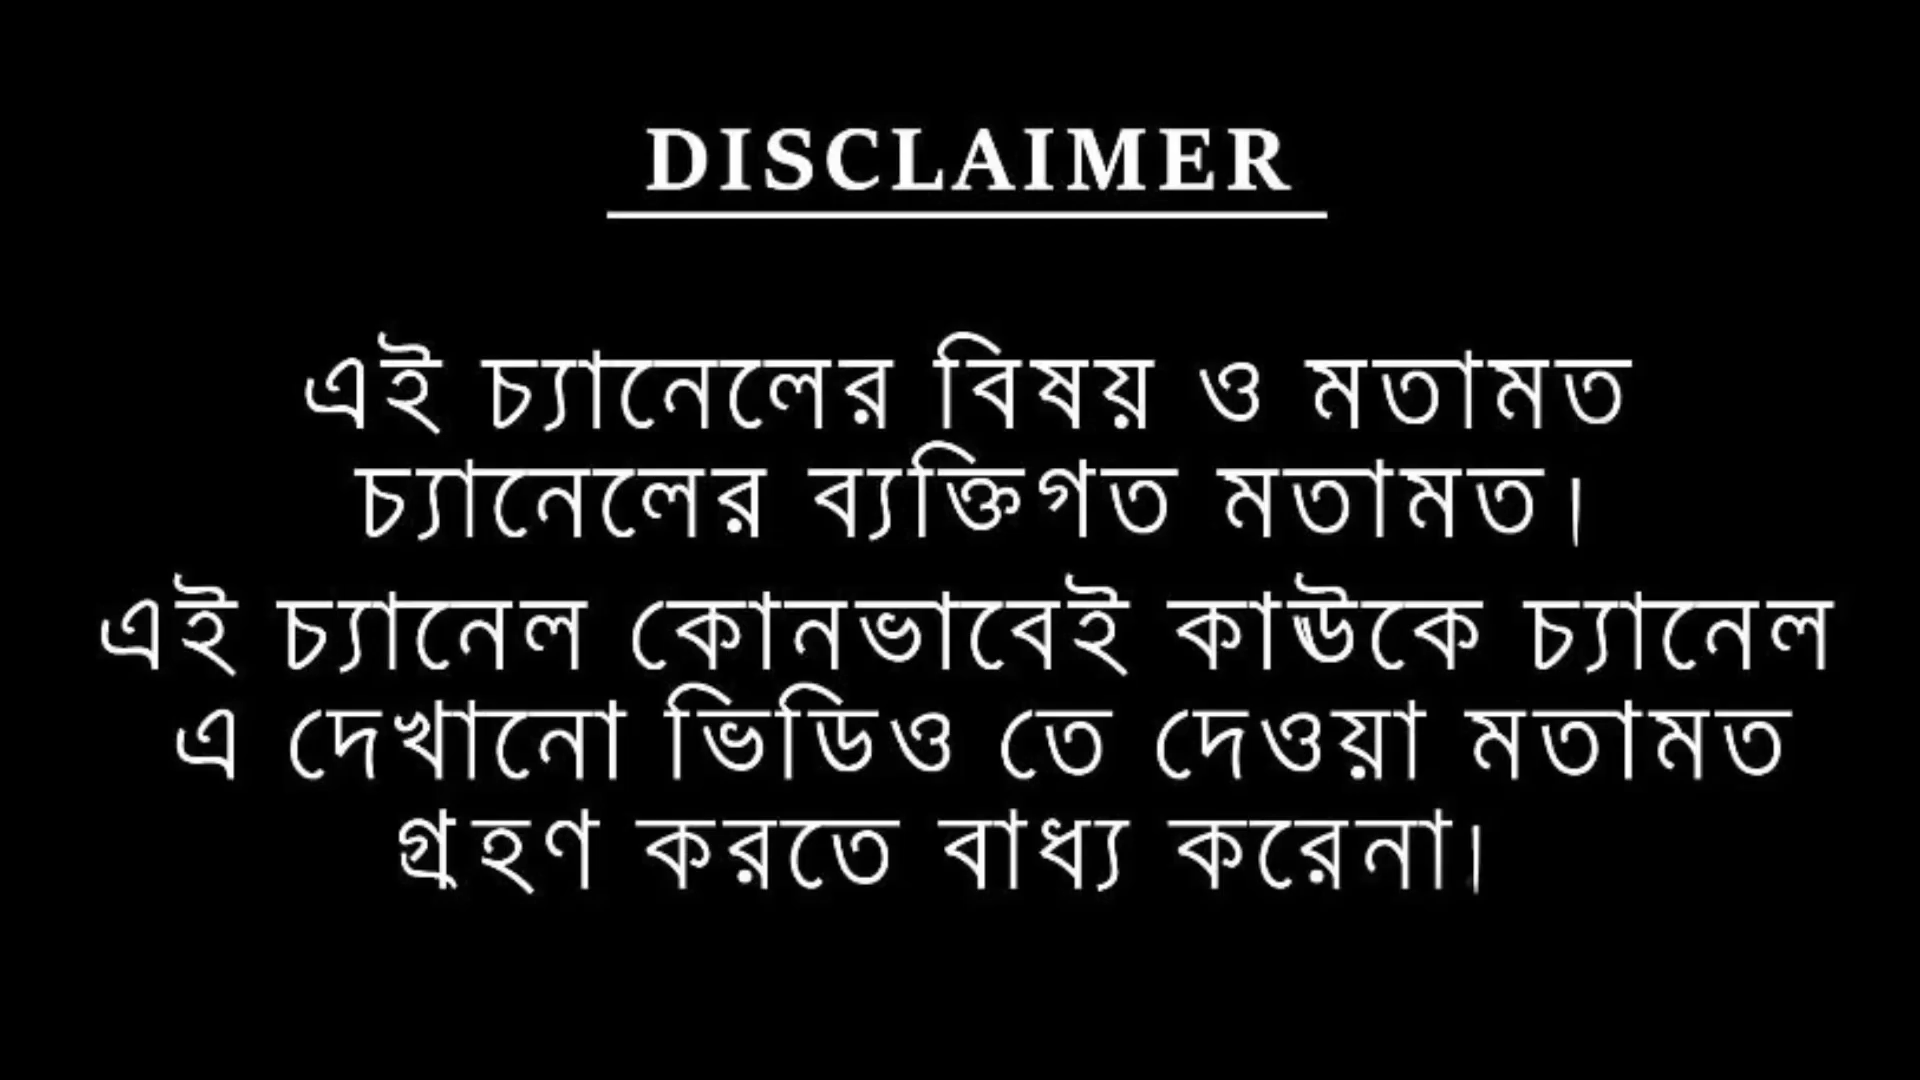 DISCLAIMER
এই চ্যানেলের বিষয় ও মতামত
চ্যানেলের ব্যক্তিগত মতামত।
এই চ্যানেল কোনভাবেই কাউকে চ্যানেল
এ দেখানো ভিডিও তে দেওয়া মতামত
গ্রহণ করতে বাধ্য করেনা।